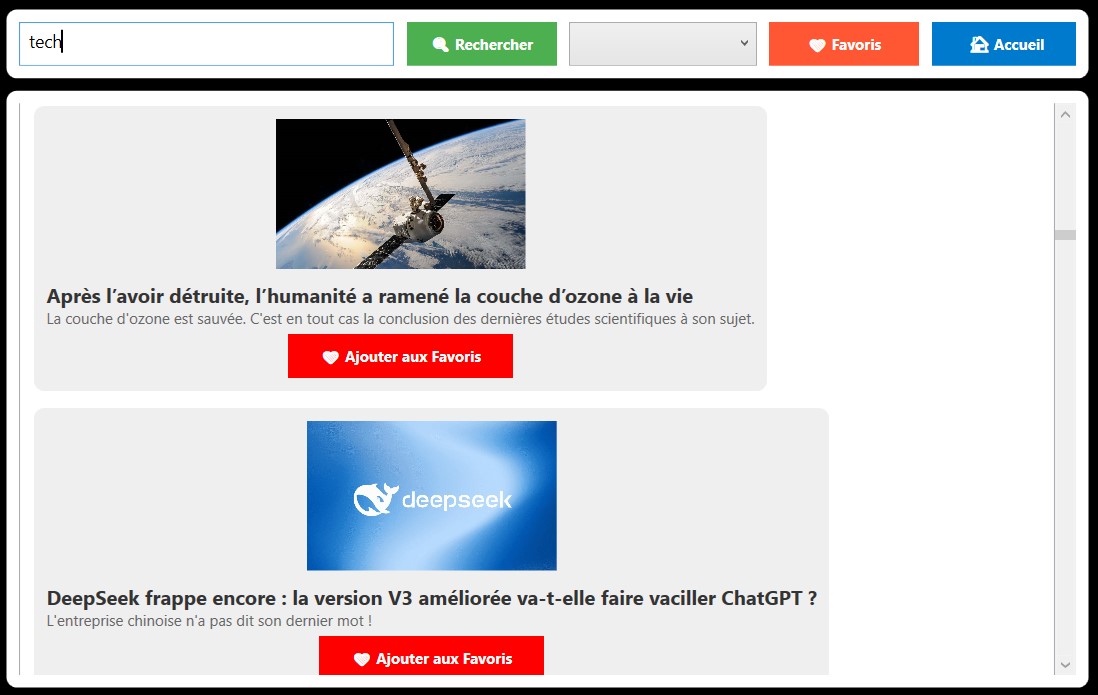 tech
Rechercher
Favoris
Accueil
Après l’avoir détruite, l’humanité a ramené la couche d’ozone à la vie
La couche d'ozone est sauvée. C'est en tout cas la conclusion des dernières études scientifiques à son sujet.
Ajouter aux Favoris
deepseek
DeepSeek frappe encore : la version V3 améliorée va-t-elle faire vaciller ChatGPT ?
L'entreprise chinoise n'a pas dit son dernier mot !
Ajouter aux Favoris